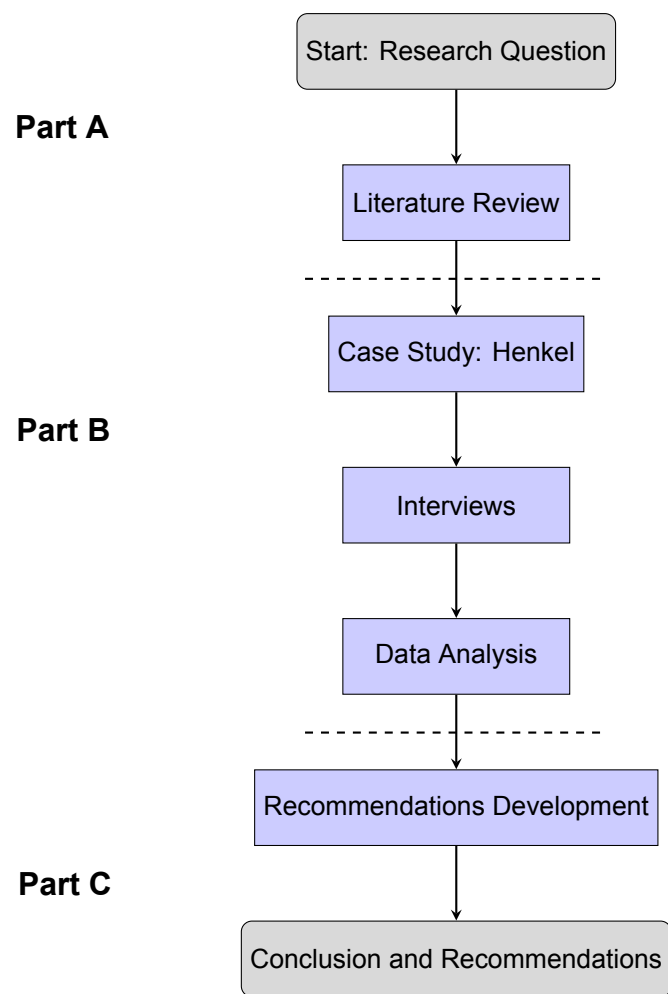 Start: Research Question
Part A
Literature Review
Case Study: Henkel
Part B
Interviews
Data Analysis
Recommendations Development
Part C
Conclusion and Recommendations